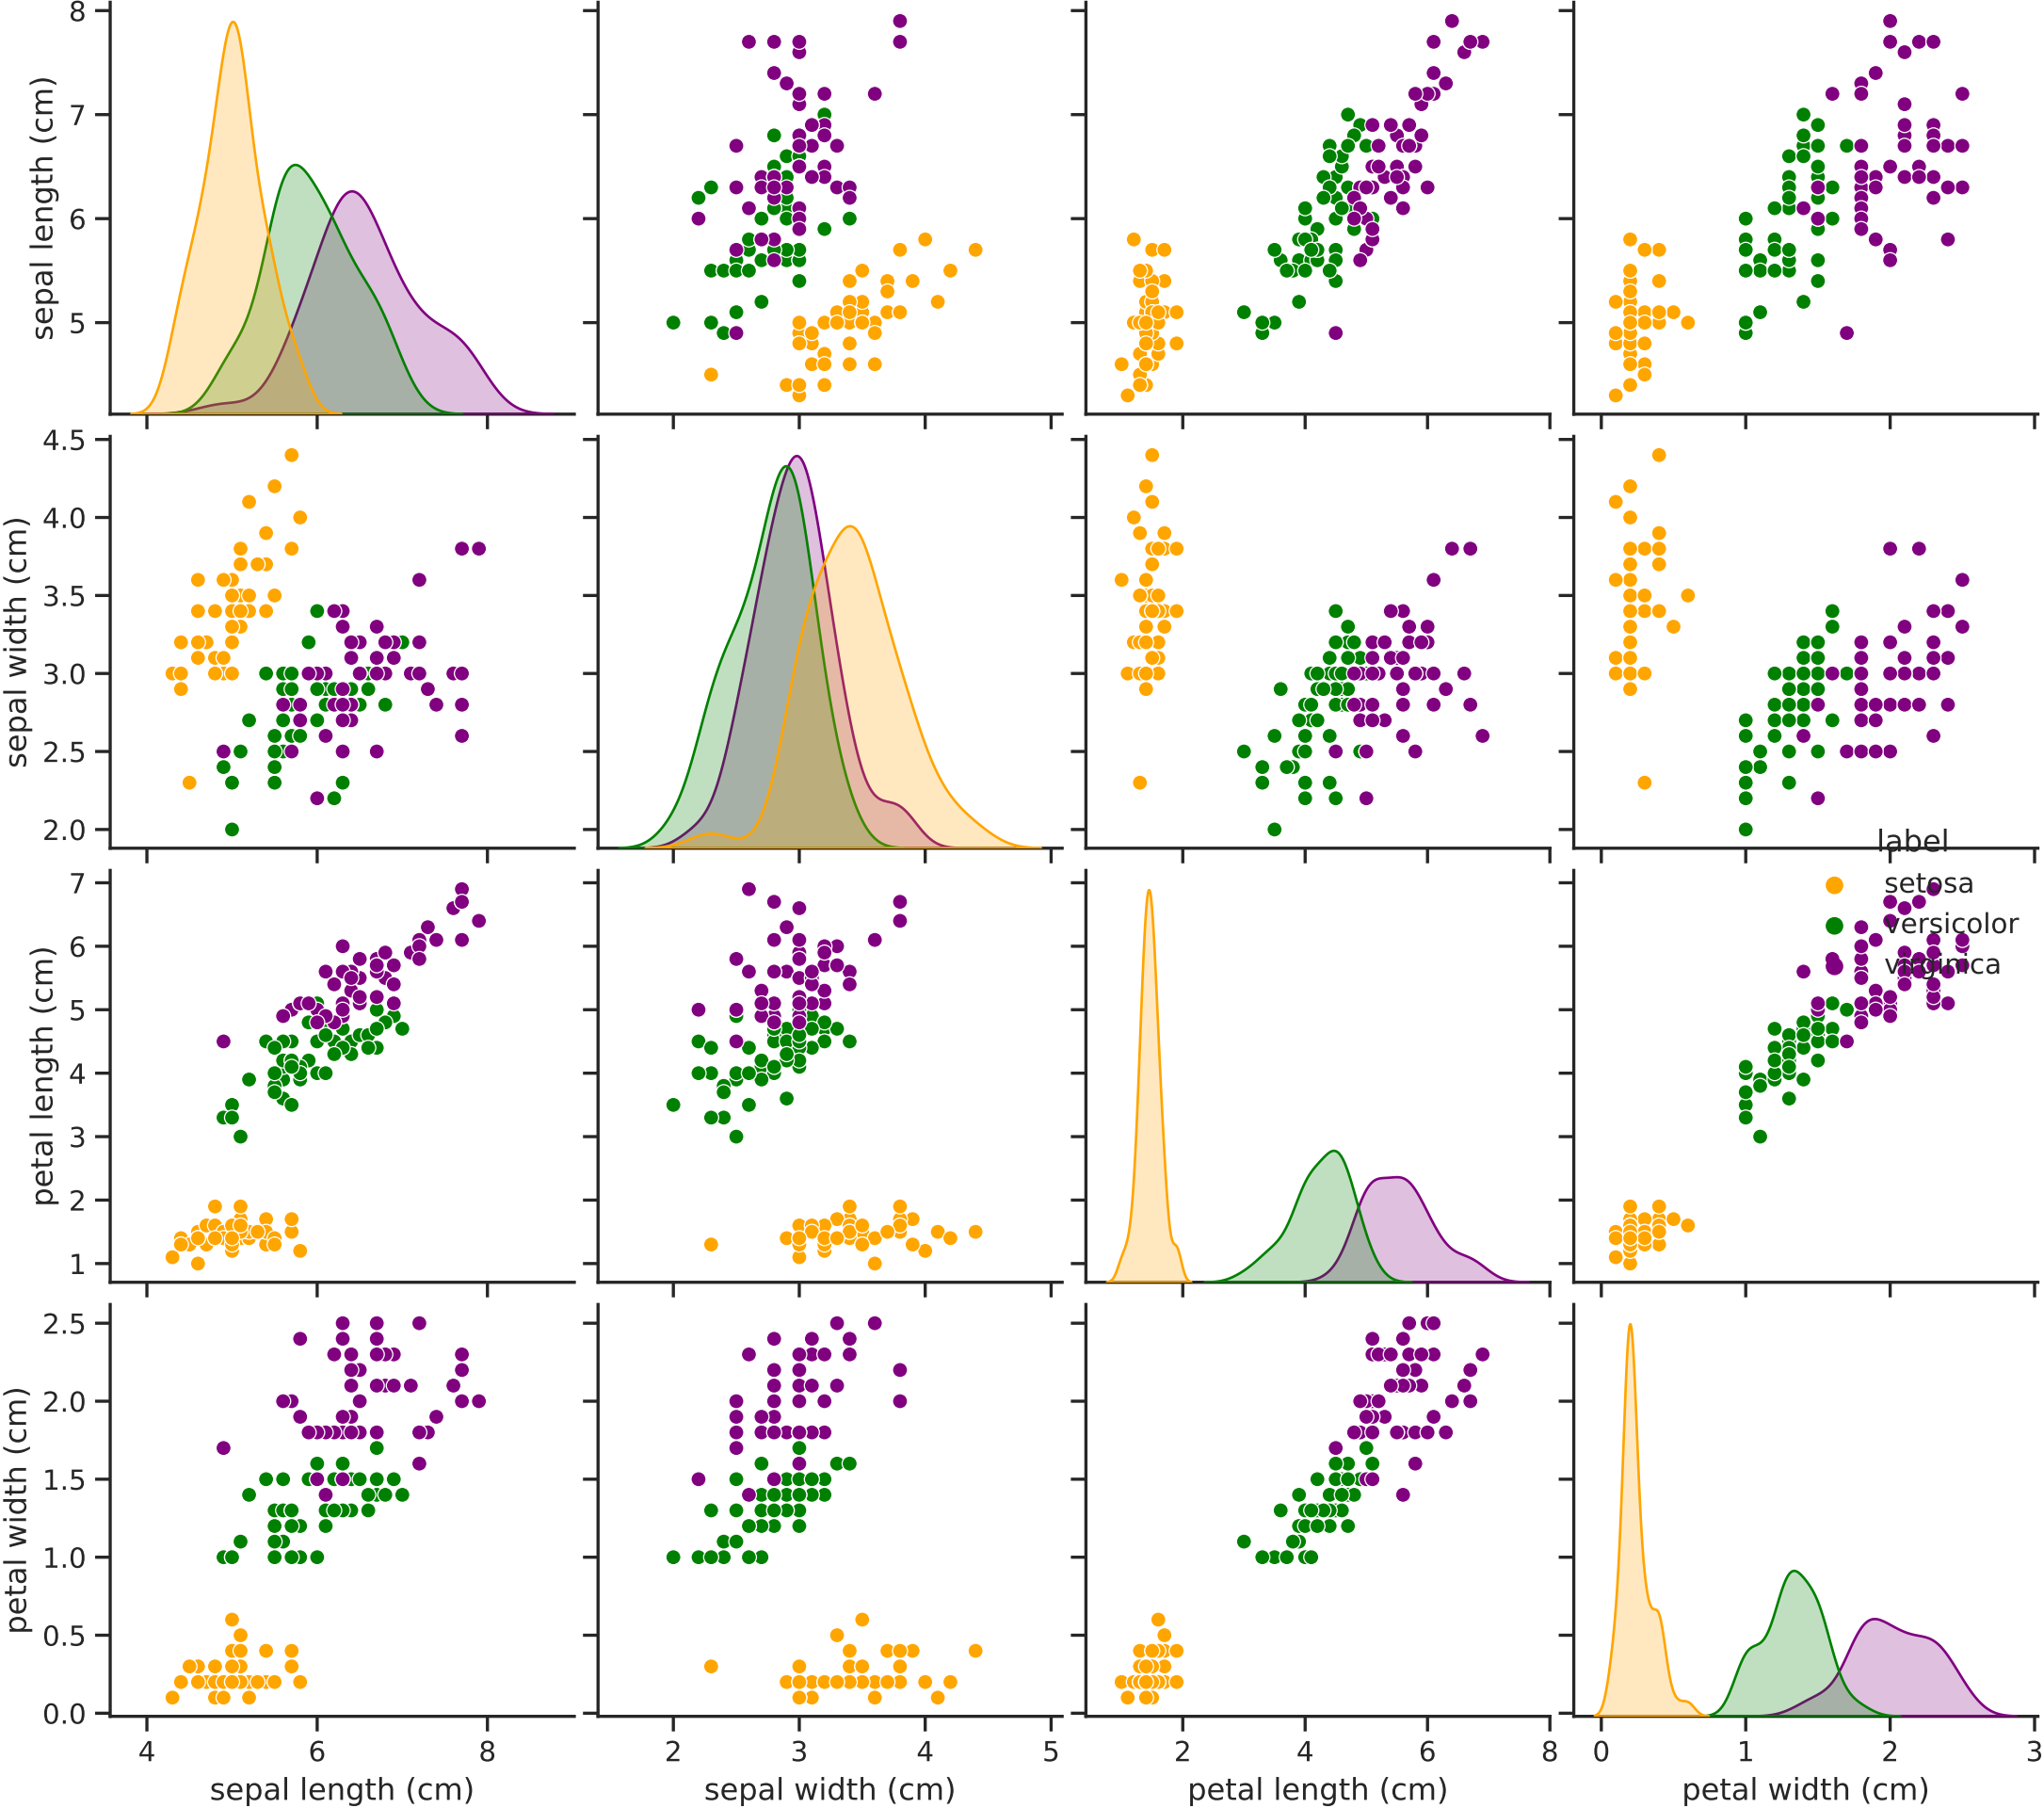 8
7
6
5
sepal length (cm)
4.5
4.0
3.5
3.0
2.5
2.0
sepal width (cm)
label
setosa
versicolor
virginica
7
6
5
4
3
2
1
petal length (cm)
2.5
2.0
1.5
1.0
0.5
0.0
petal width (cm)
4 6 8
2 3 4 5
2 4 6 8
0 1 2 3
sepal length (cm)
sepal width (cm)
petal length (cm)
petal width (cm)